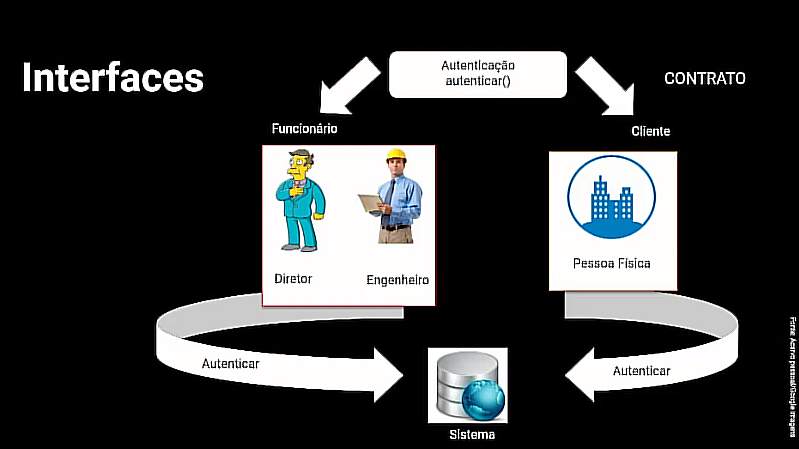 Interfaces
Autenticação
autenticar()
CONTRATO
Funcionário
Cliente
Diretor
Engenheiro
Pessoa Física
Autenticar
Autenticar
Sistema
Fonte: Acervo pessoal/Google Imagens